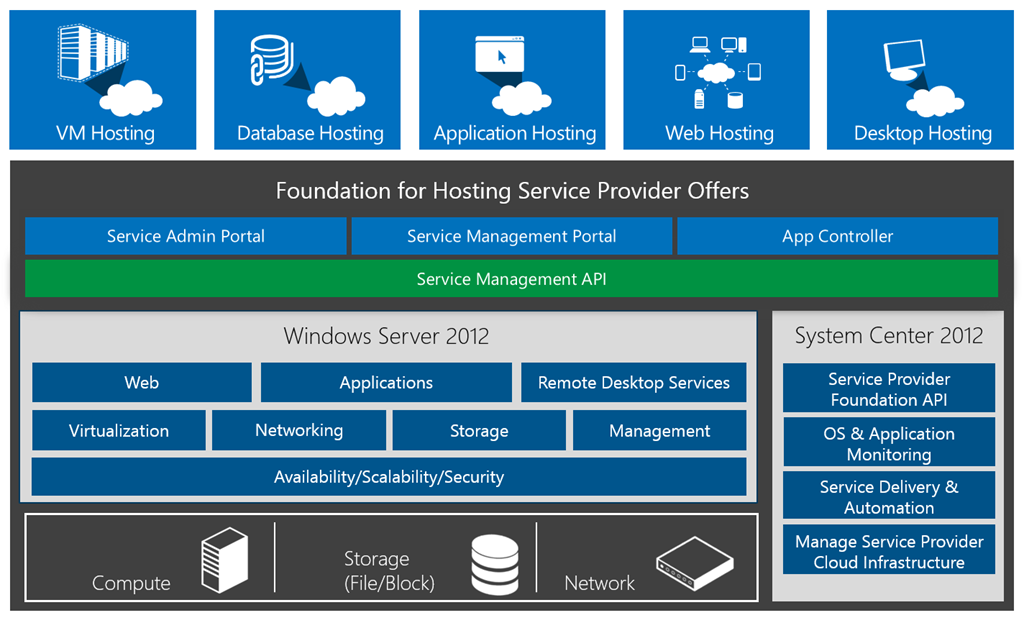 VM Hosting
Database Hosting
Application Hosting
Web Hosting
Desktop Hosting
Foundation for Hosting Service Provider Offers
Service Admin Portal
Service Management Portal
App Controller
Service Management API
Windows Server 2012
Web
Applications
Remote Desktop Services
Virtualization
Networking
Storage
Management
Availability/Scalability/Security
Compute
Storage
(File/Block)
Network
System Center 2012
Service Provider
Foundation API
OS & Application
Monitoring
Service Delivery &
Automation
Manage Service Provider
Cloud Infrastructure